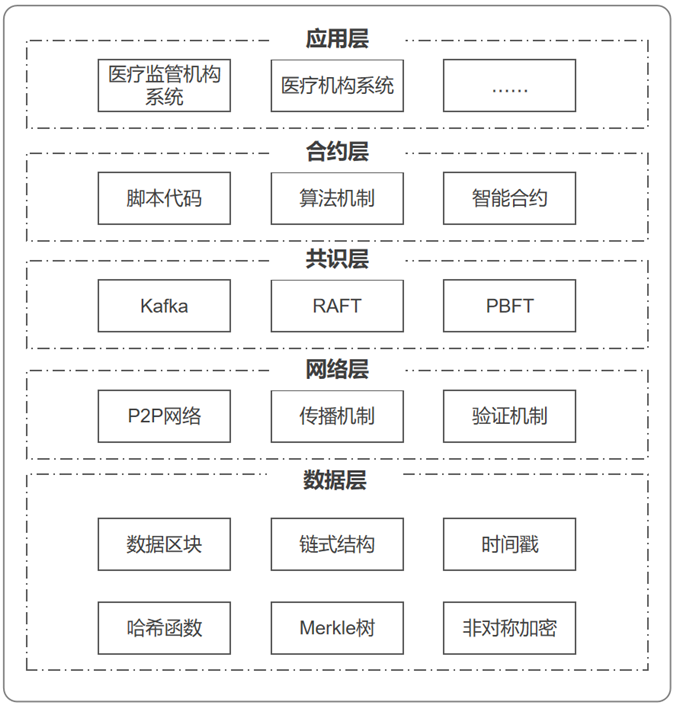 应用层
医疗监管机构
系统
医疗机构系统
……
合约层
脚本代码
算法机制
智能合约
共识层
Kafka
RAFT
PBFT
网络层
P2P网络
传播机制
验证机制
数据层
数据区块
链式结构
时间戳
哈希函数
Merkle树
非对称加密